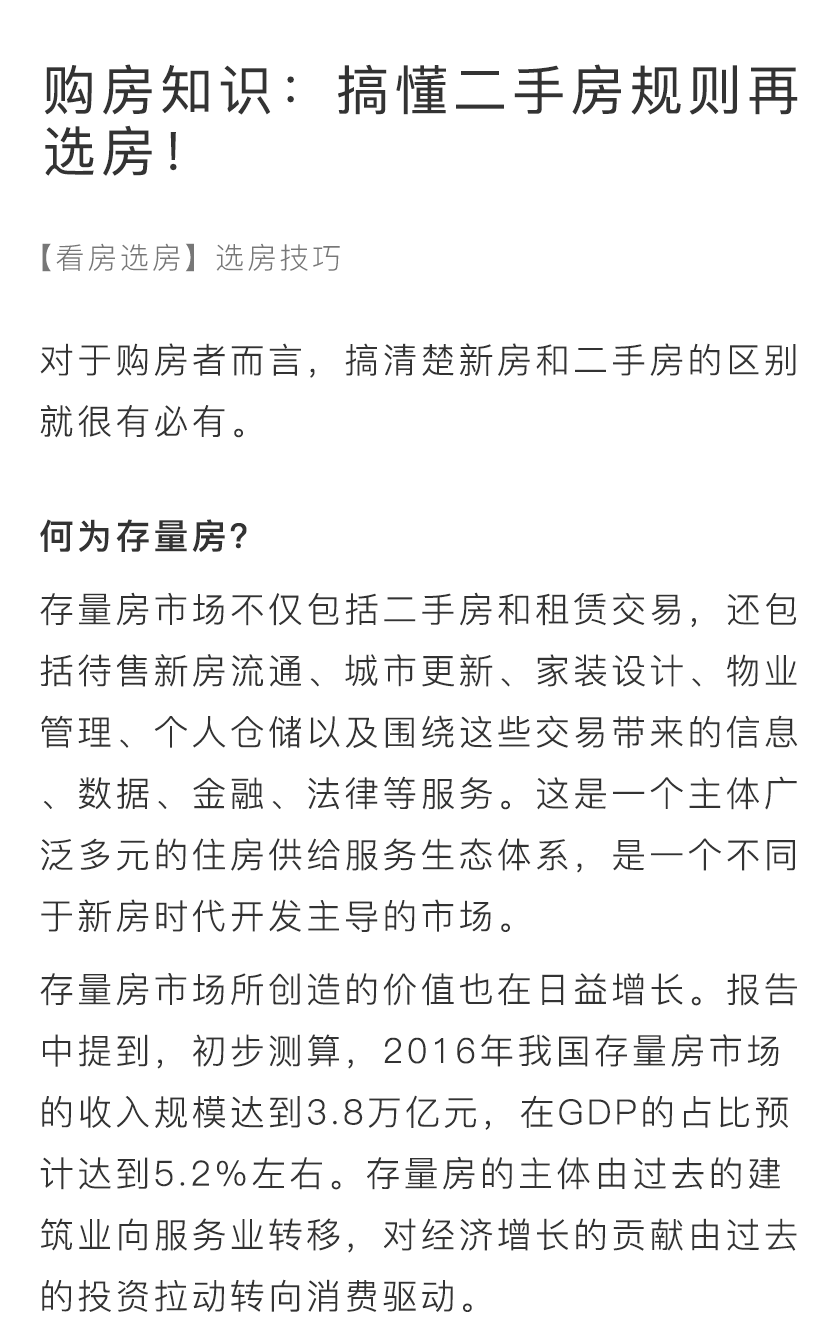 购房知识：搞懂二手房规则再
选房！
【看房选房】选房技巧
对于购房者而言，搞清楚新房和二手房的区别
就很有必有。
何为存量房?
存量房市场不仅包括二手房和租赁交易，还包
括待售新房流通、城市更新、家装设计、物业
管理、个人仓储以及围绕这些交易带来的信息
、数据、金融、法律等服务。这是一个主体广
泛多元的住房供给服务生态体系，是一个不同
于新房时代开发主导的市场。
存量房市场所创造的价值也在日益增长。报告
中提到，初步测算，2016年我国存量房市场
的收入规模达到3.8万亿元，在GDP的占比预
计达到5.2%左右。存量房的主体由过去的建
筑业向服务业转移，对经济增长的贡献由过去
的投资拉动转向消费驱动。